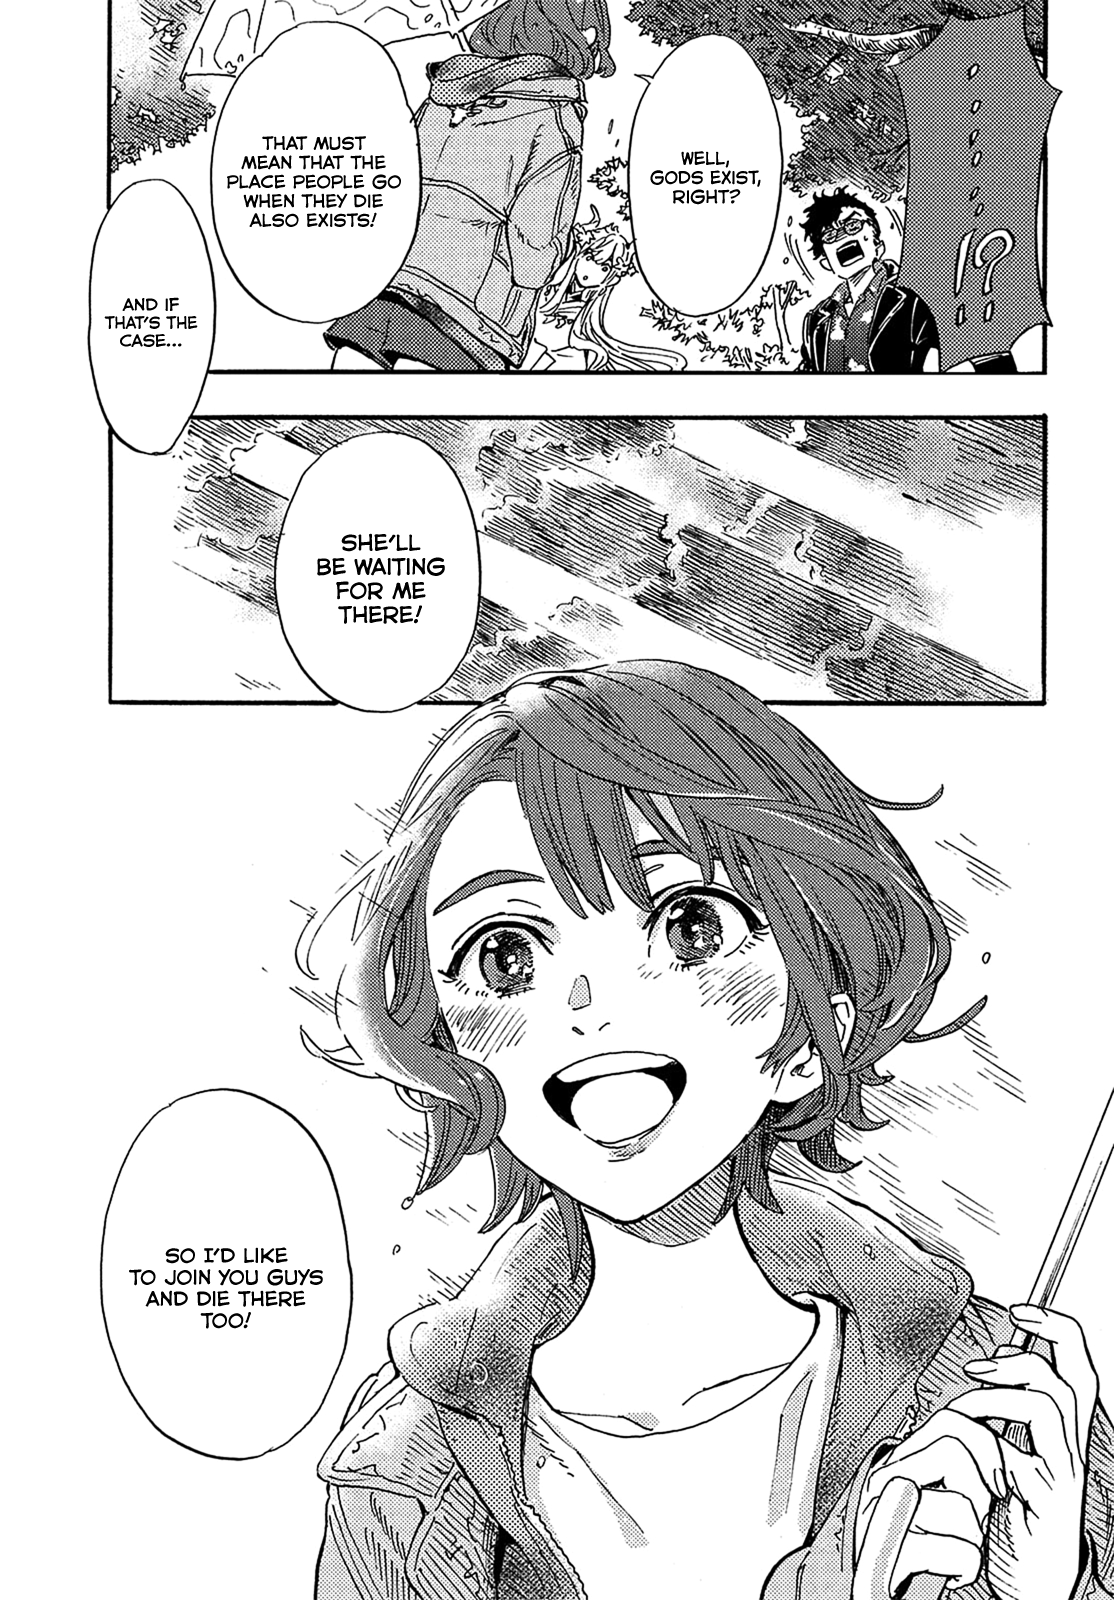 ......!?
WELL,
GODS EXIST,
RIGHT?
THAT MUST
MEAN THAT THE
PLACE PEOPLE GO
WHEN THEY DIE
ALSO EXISTS!
AND IF
THAT'S THE
CASE...
SHE'LL
BE WAITING
FOR ME
THERE!
SO I'D LIKE
TO JOIN YOU GUYS
AND DIE THERE
TOO!